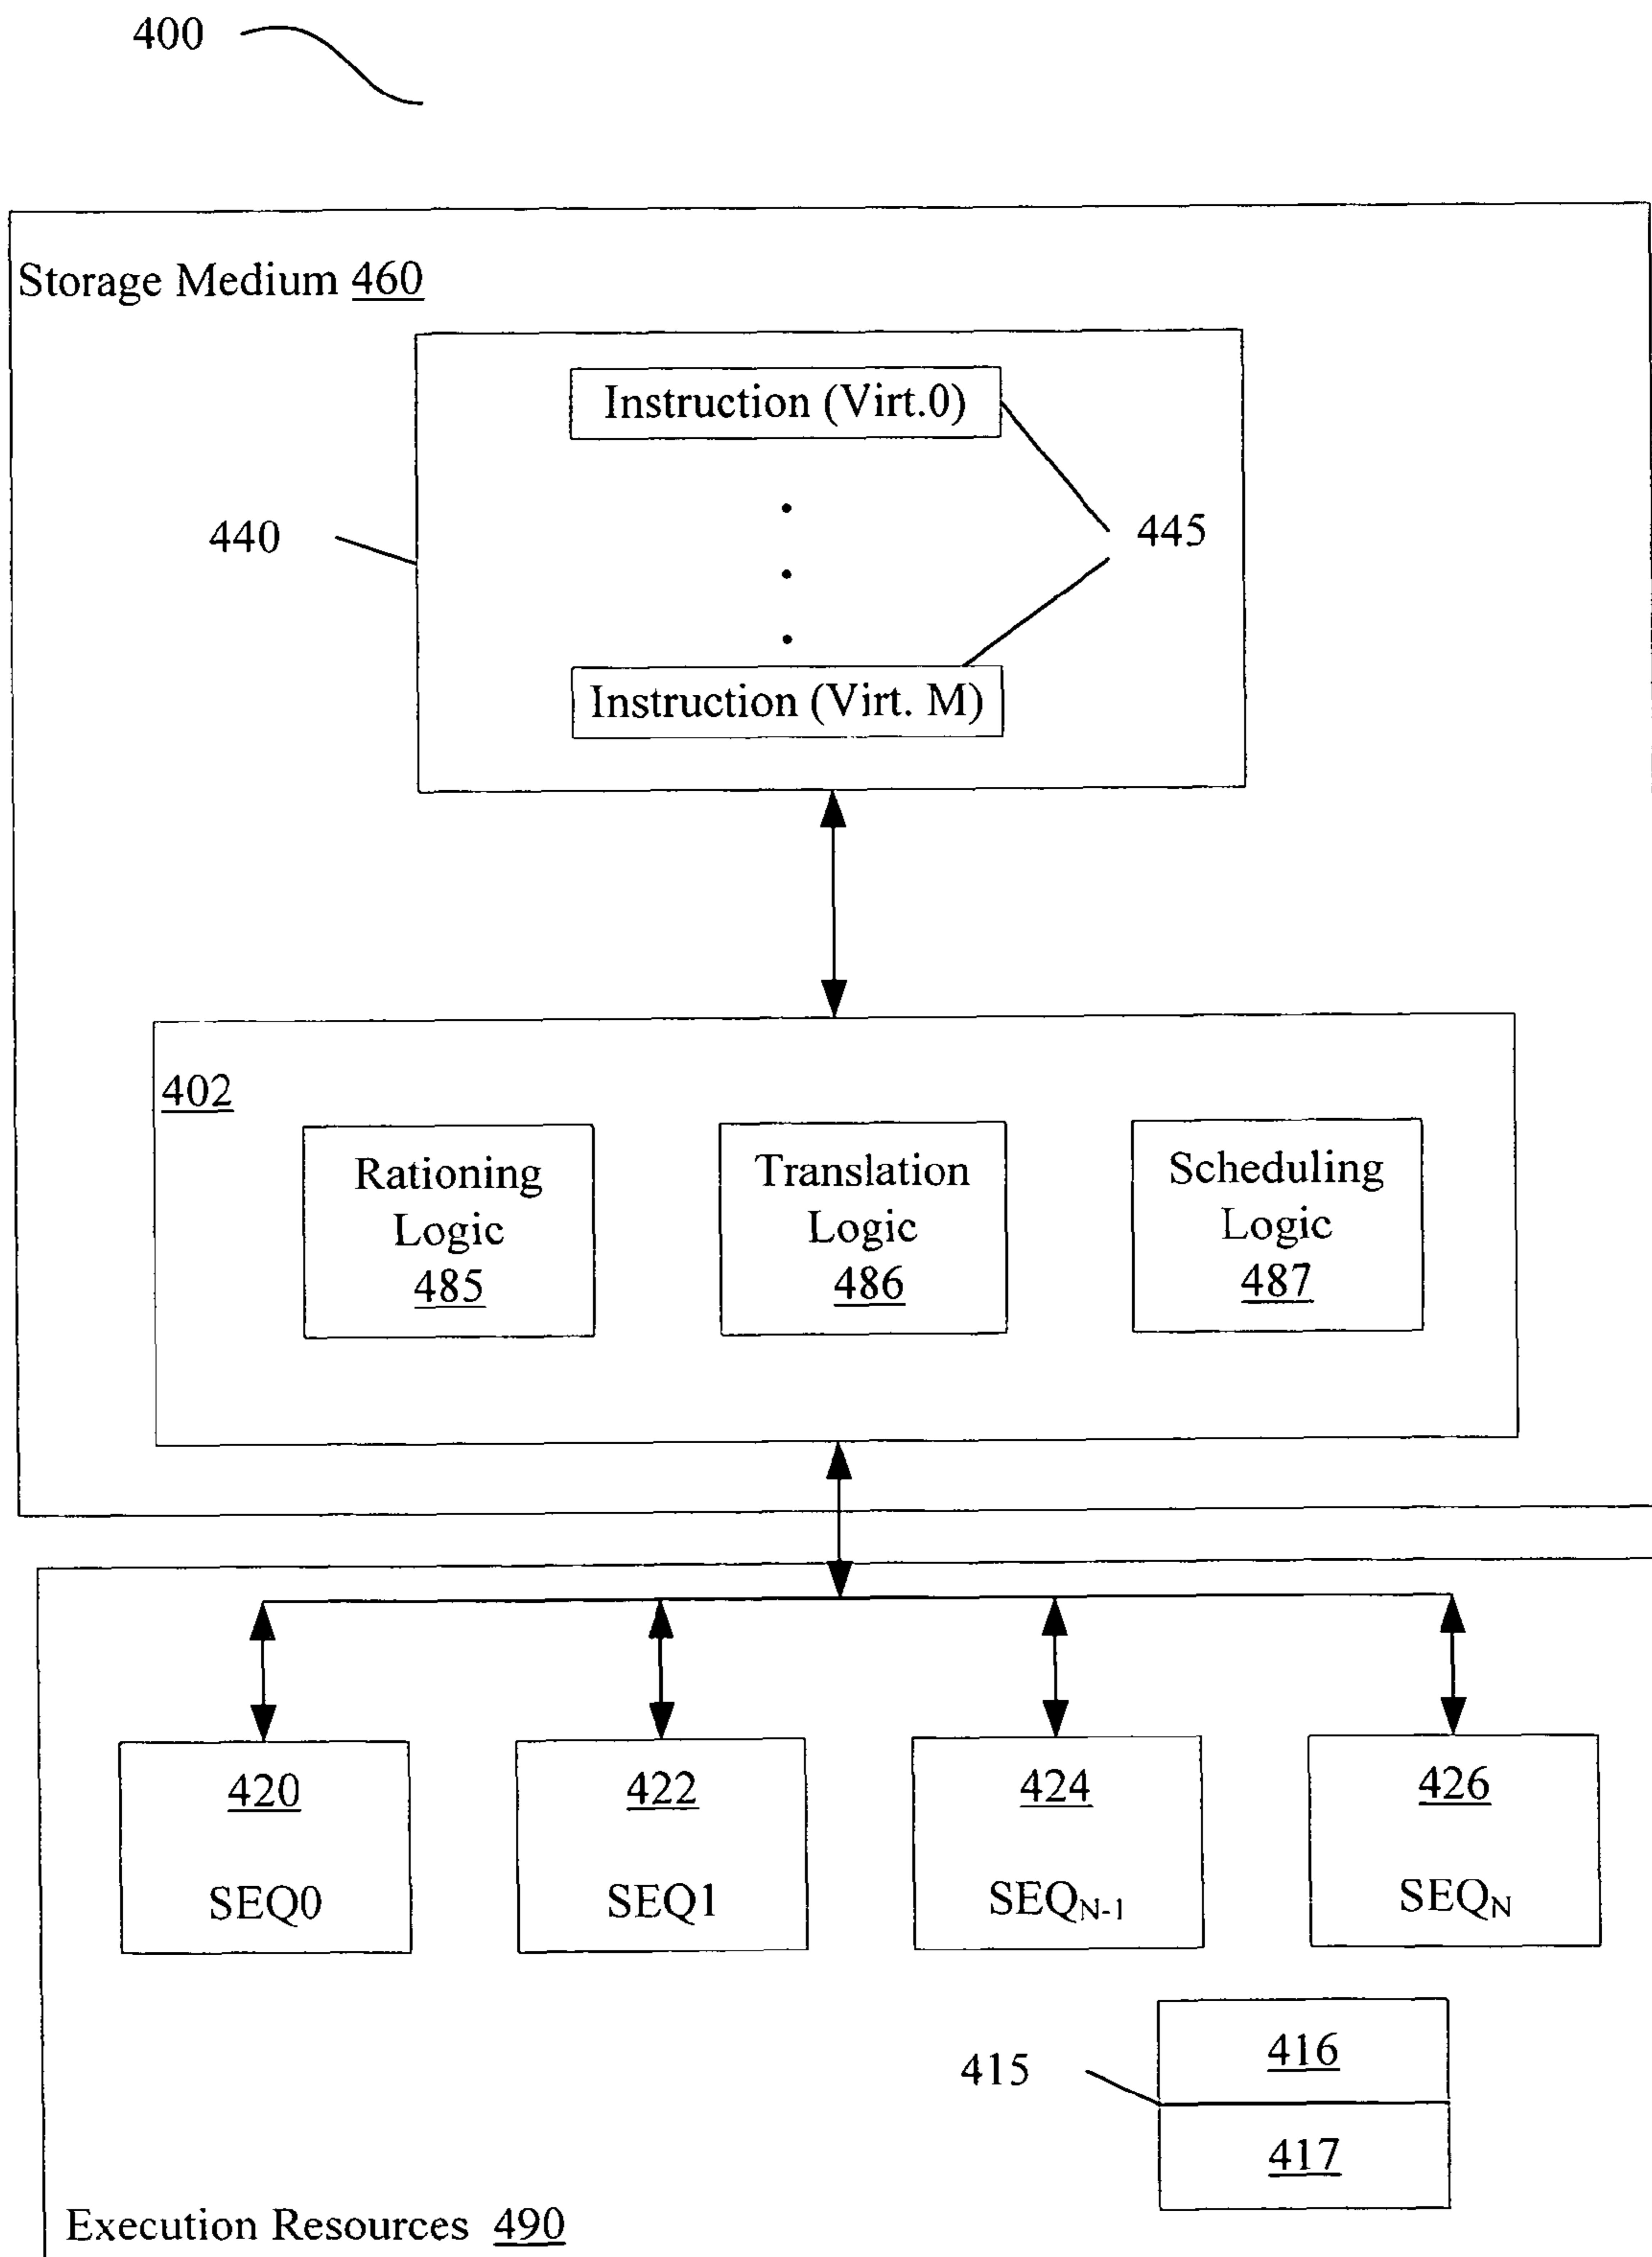 400
Storage Medium 460
Instruction (Virt.0)
440
445
Instruction (Virt. M)
402
Rationing
Logic
485
Translation
Logic
486
Scheduling
Logic
487
420
SEQ0
422
SEQ1
424
SEQN-1
426
SEQN
415
416
417
Execution Resources 490